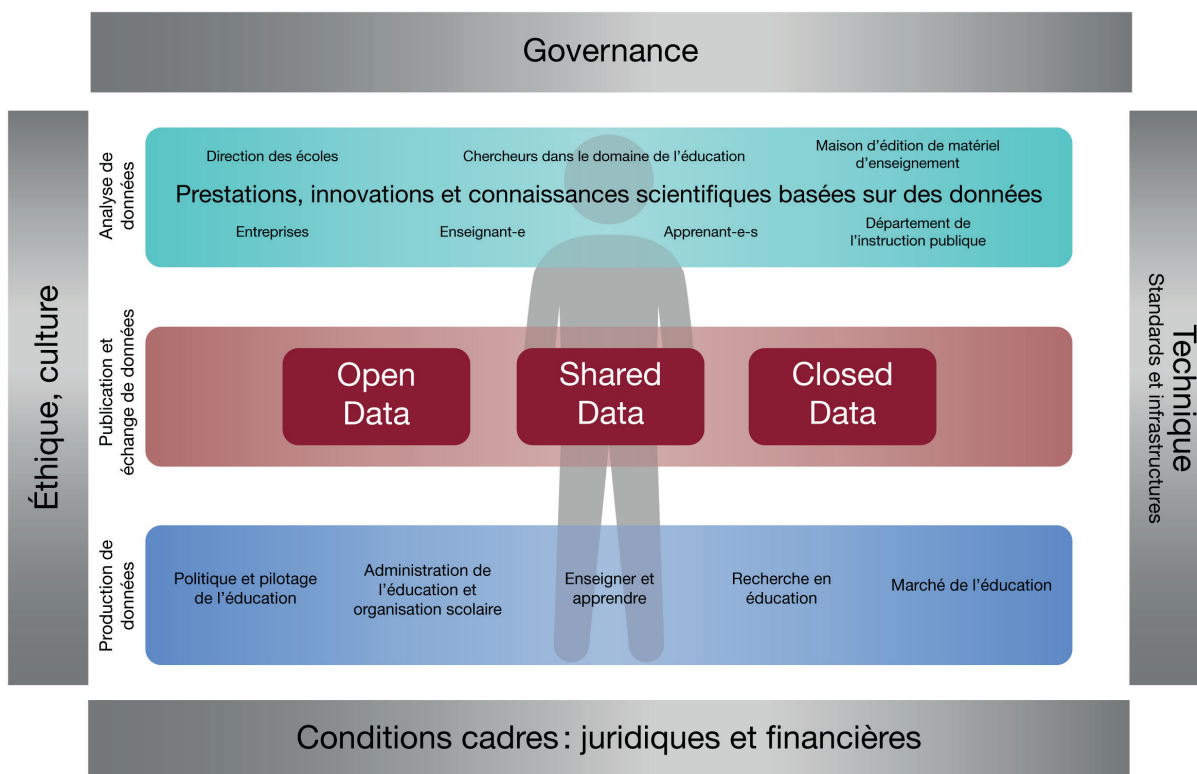 Governance
Éthique, culture
Analyse de
données
Direction des écoles
Chercheurs dans le domaine de l'éducation
Maison d'édition de matériel
d'enseignement
Prestations, innovations et connaissances scientifiques basées sur des données
Entreprises
Enseignant-e
Apprenant-e-s
Département de
l'instruction publique
Publication et
échange de données
Open
Data
Shared
Data
Closed
Data
Production de
données
Politique et pilotage
de l'éducation
Administration de
l'éducation et
organisation scolaire
Enseigner et
apprendre
Recherche en
éducation
Marché de l'éducation
Technique
Standards et infrastructures
Conditions cadres : juridiques et financières